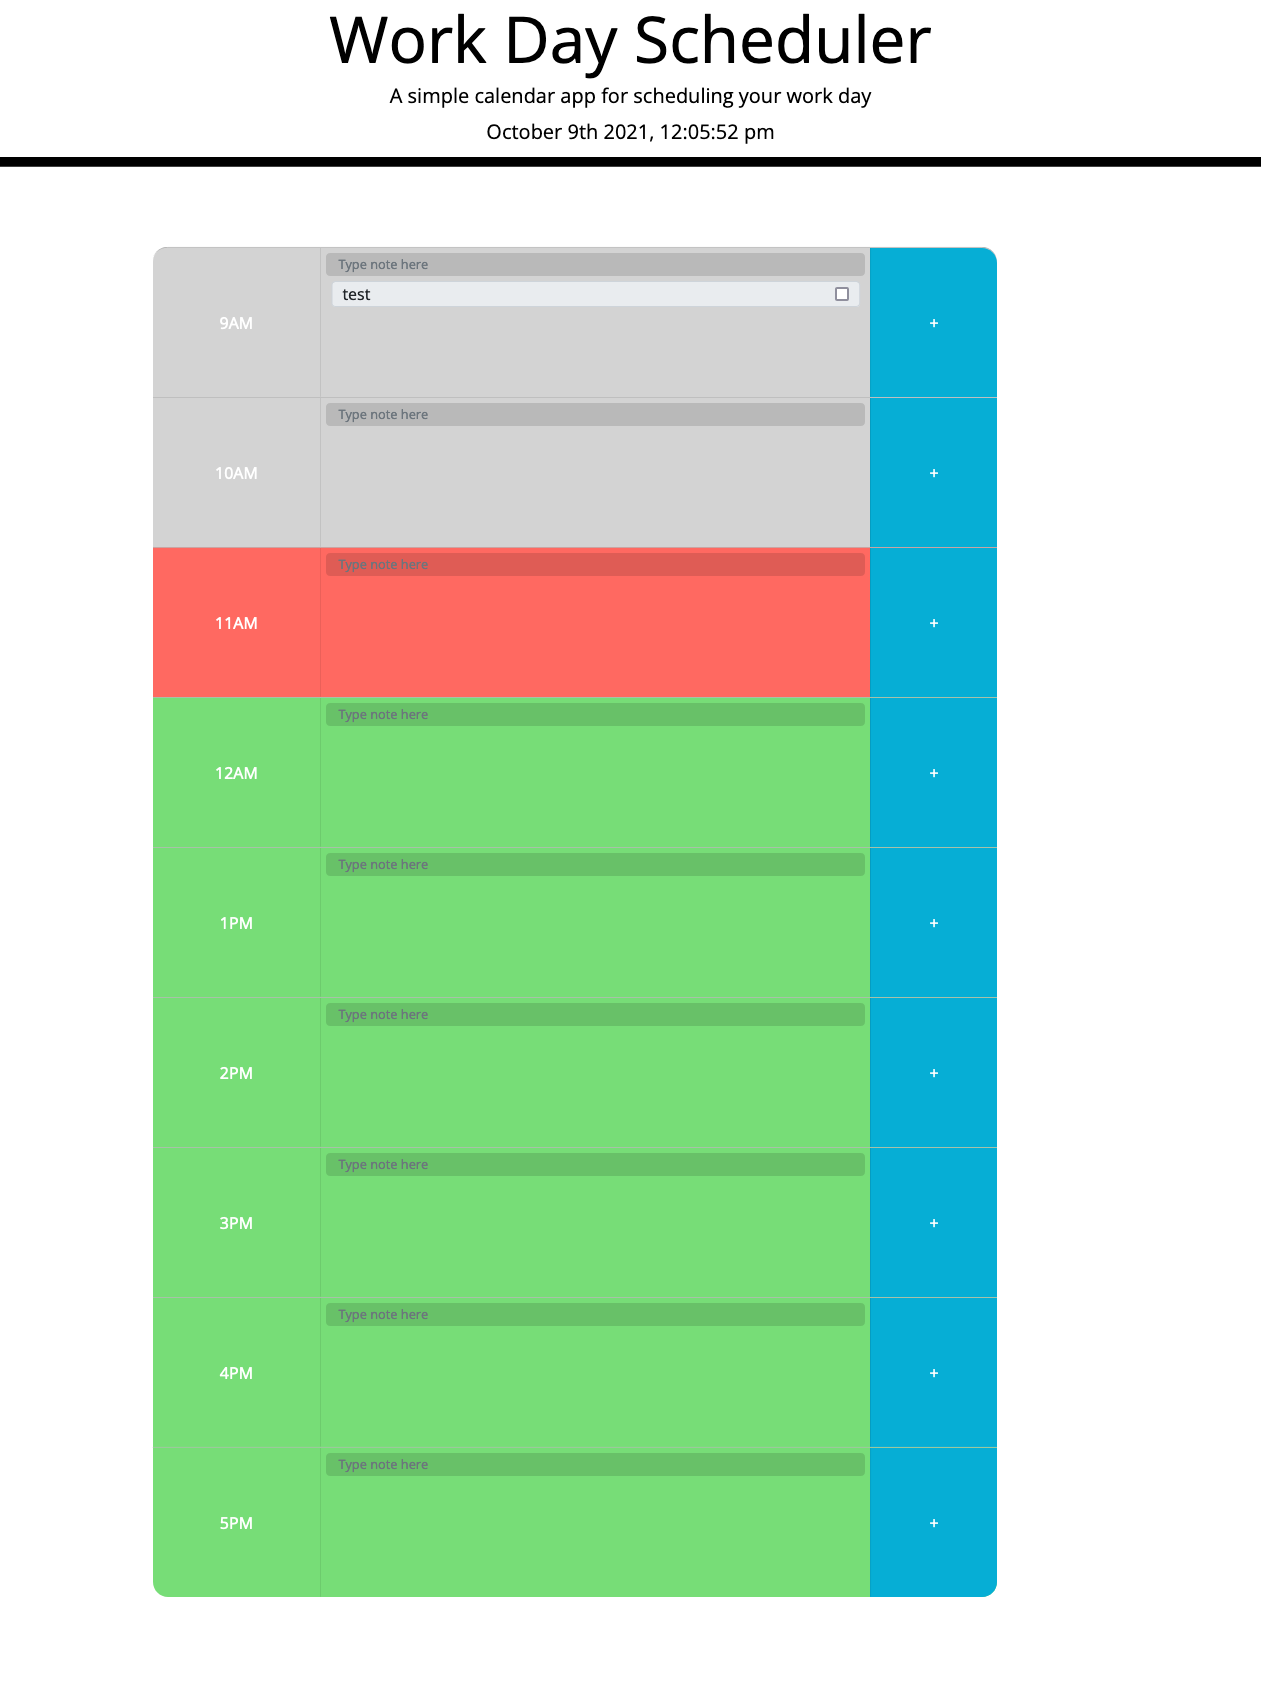 Work Day Scheduler
A simple calendar app for scheduling your work day
October 9th 2021, 12:05:52 pm
Type note here
test
9AM
+
Type note here
10AM
+
Type note here
11AM
+
Type note here
12AM
+
Type note here
1PM
+
Type note here
2PM
+
Type note here
3PM
+
Type note here
4PM
+
Type note here
5PM
+